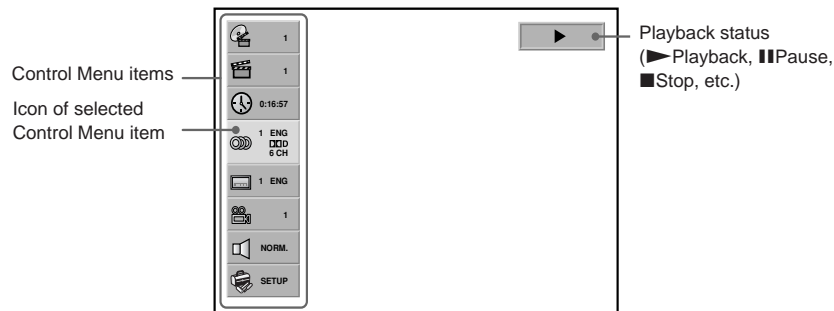 Control Menu items
Icon of selected
Control Menu item
1
1
0:16:57
1 ENG
D
6 CH
1 ENG
1
NORM.
SETUP
Playback status
(►Playback, ❚❚Pause,
■Stop, etc.)